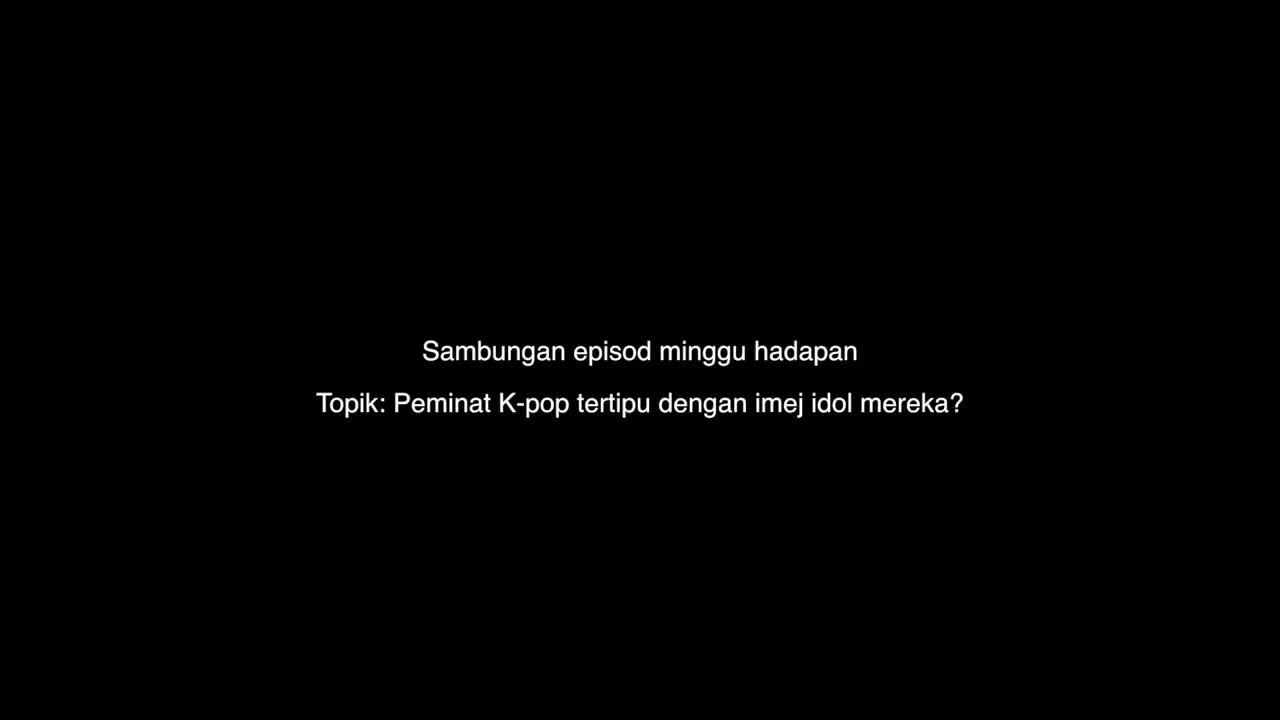 Sambungan episod minggu hadapan
Topik: Peminat K-pop tertipu dengan imej idol mereka?